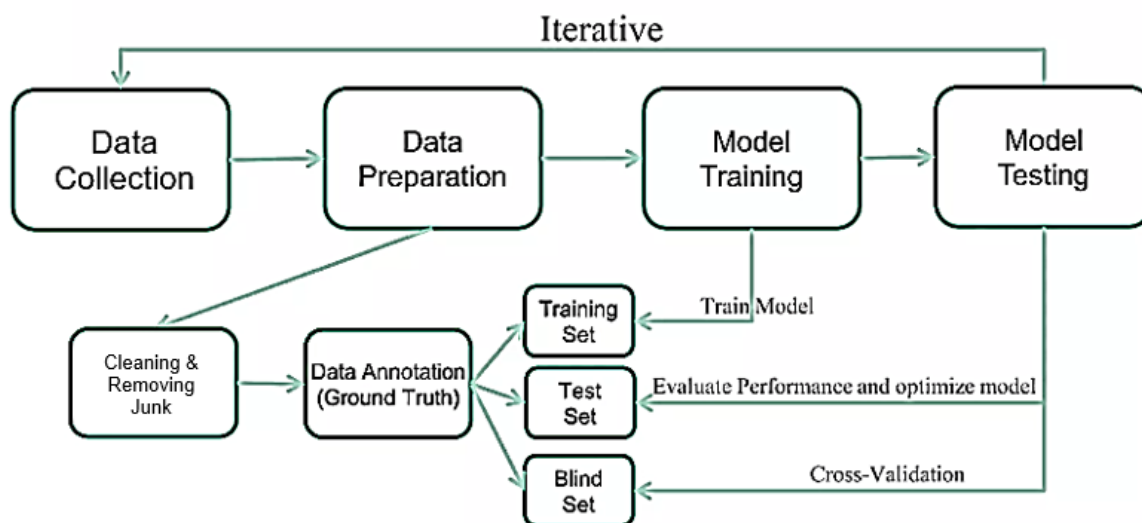 Iterative
Data
Collection
Data
Preparation
Model
Training
Model
Testing
Training
Set
Train Model
Cleaning &
Removing
Junk
Data Annotation
(Ground Truth)
Test
Set
Evaluate Performance and optimize model
Blind
Set
Cross-Validation